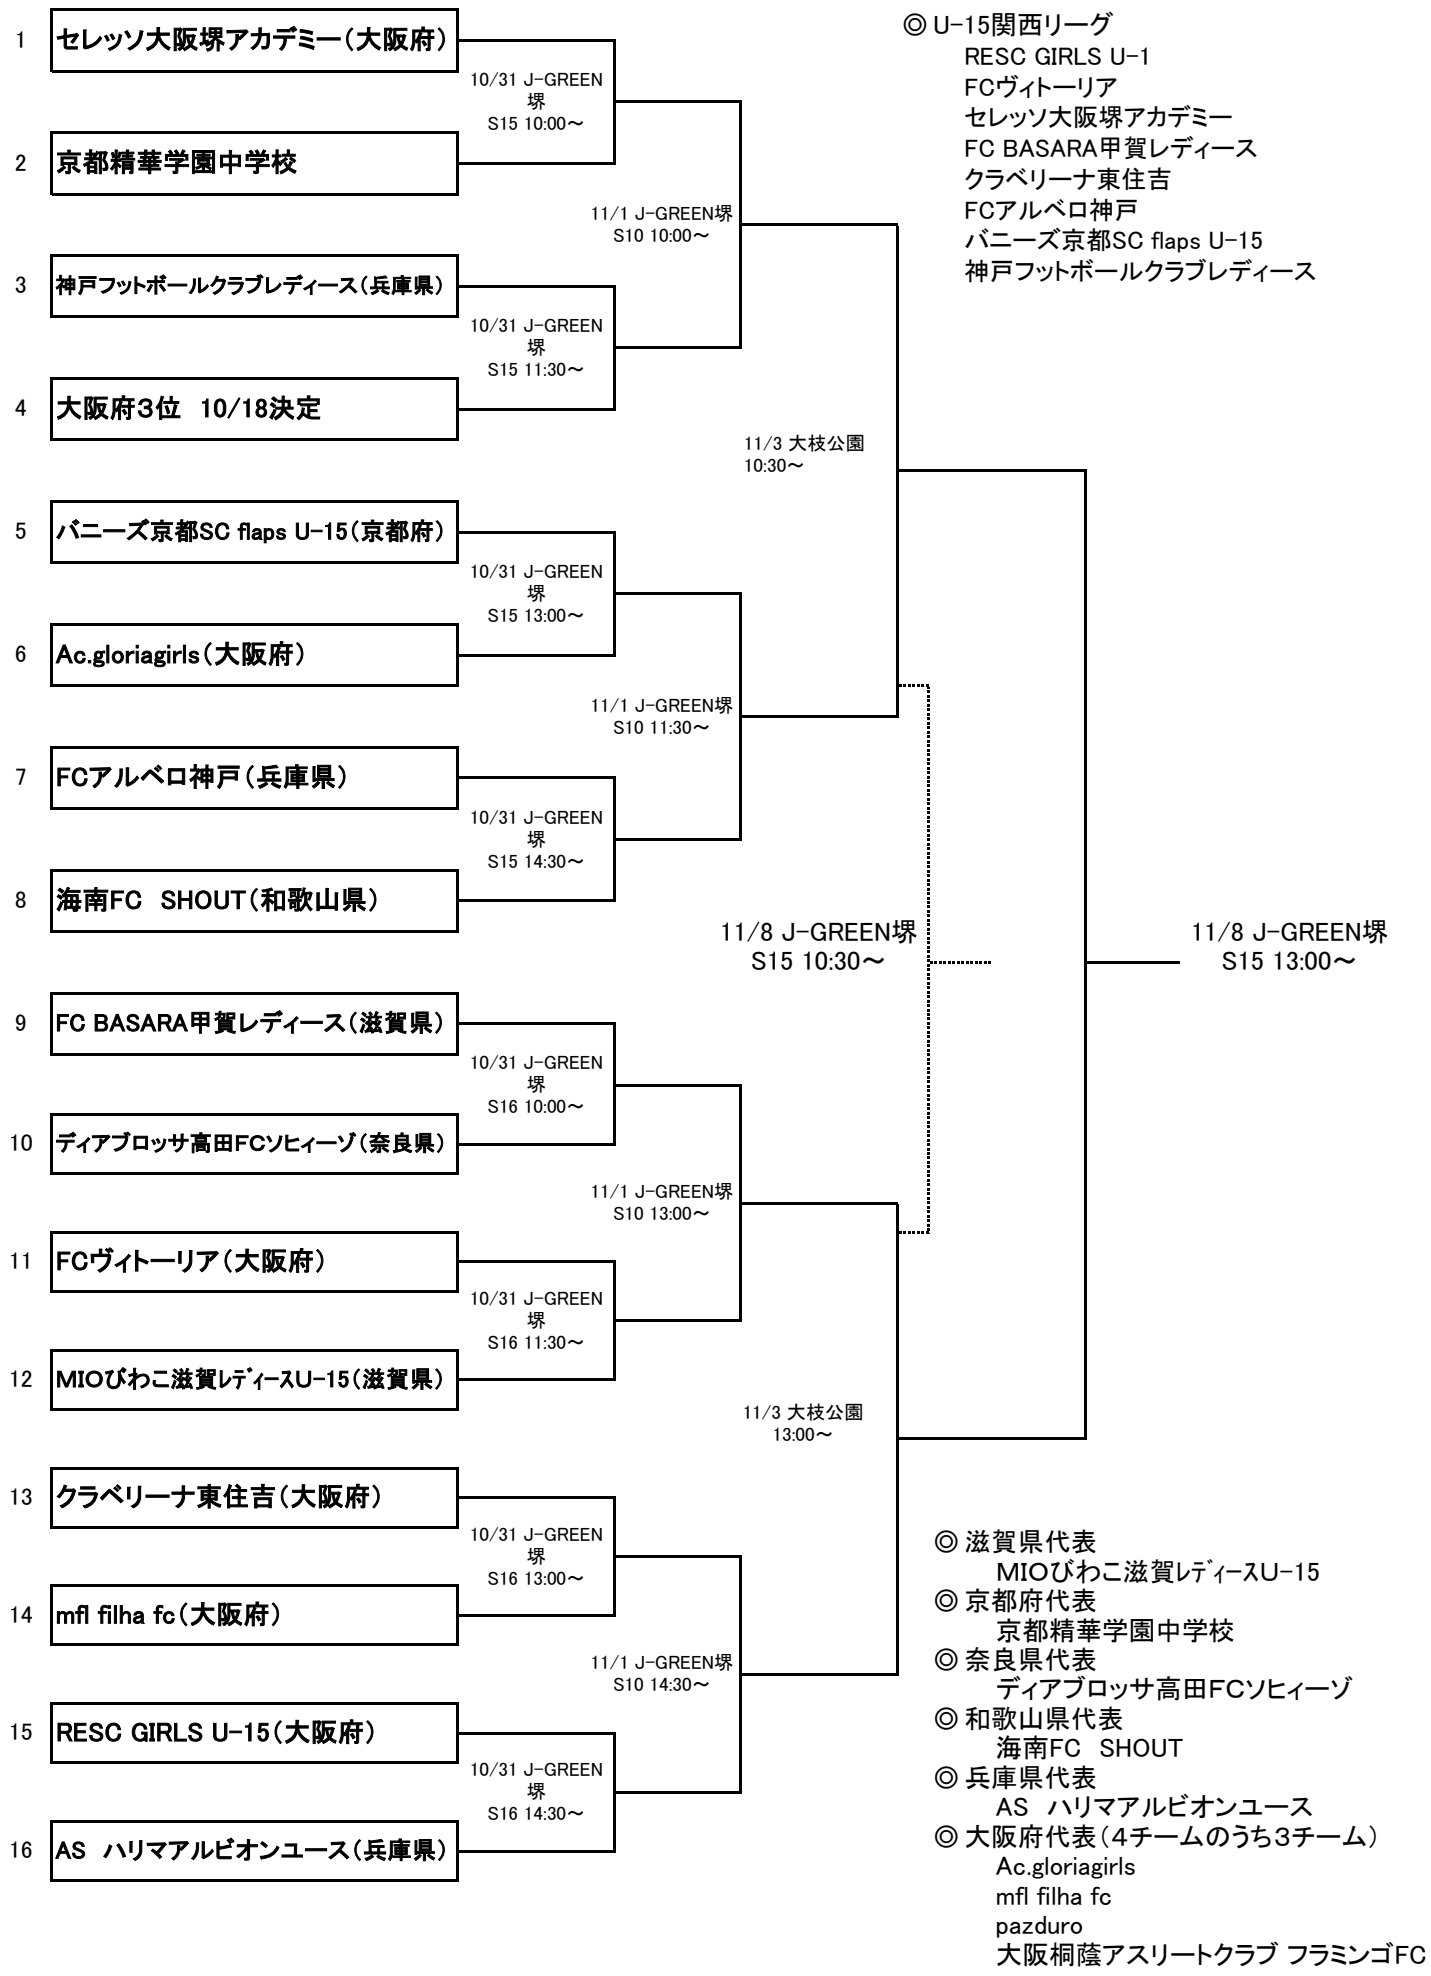 1 セレッソ大阪堺アカデミー（大阪府）
10/31 J-GREEN
堺
S15 10:00～
2 京都精華学園中学校
11/1 J-GREEN堺
S10 10:00～
3 神戸フットボールクラブレディース（兵庫県）
10/31 J-GREEN
堺
S15 11:30～
4 大阪府３位　10/18決定
11/3 大枝公園
10:30～
5 バニーズ京都SC flaps U-15（京都府）
10/31 J-GREEN
堺
S15 13:00～
6 Ac.gloriagirls（大阪府）
11/1 J-GREEN堺
S10 11:30～
7 FCアルベロ神戸（兵庫県）
10/31 J-GREEN
堺
S15 14:30～
8 海南FC　SHOUT（和歌山県）
11/8 J-GREEN堺
S15 10:30～
11/8 J-GREEN堺
S15 13:00～
9 FC BASARA甲賀レディース（滋賀県）
10/31 J-GREEN
堺
S16 10:00～
10 ディアブロッサ高田ＦＣソヒィーゾ（奈良県）
11/1 J-GREEN堺
S10 13:00～
11 FCヴィトーリア（大阪府）
10/31 J-GREEN
堺
S16 11:30～
12 ＭＩＯびわこ滋賀ﾚﾃﾞｨｰｽＵ-15（滋賀県）
11/3 大枝公園
13:00～
13 クラベリーナ東住吉（大阪府）
10/31 J-GREEN
堺
S16 13:00～
14 mfl filha fc（大阪府）
11/1 J-GREEN堺
S10 14:30～
15 RESC GIRLS U-15（大阪府）
10/31 J-GREEN
堺
S16 14:30～
16 AS　ハリマアルビオンユース（兵庫県）
◎ U-15関西リーグ
RESC GIRLS U-1
FCヴィトーリア
セレッソ大阪堺アカデミー
FC BASARA甲賀レディース
クラベリーナ東住吉
FCアルベロ神戸
バニーズ京都SC flaps U-15
神戸フットボールクラブレディース
◎ 滋賀県代表
ＭＩＯびわこ滋賀ﾚﾃﾞｨｰｽＵ-15
◎ 京都府代表
京都精華学園中学校
◎ 奈良県代表
ディアブロッサ高田ＦＣソヒィーゾ
◎ 和歌山県代表
海南FC　SHOUT
◎ 兵庫県代表
AS　ハリマアルビオンユース
◎ 大阪府代表（４チームのうち３チーム）
Ac.gloriagirls
mfl filha fc
pazduro
大阪桐蔭アスリートクラブ フラミンゴFC